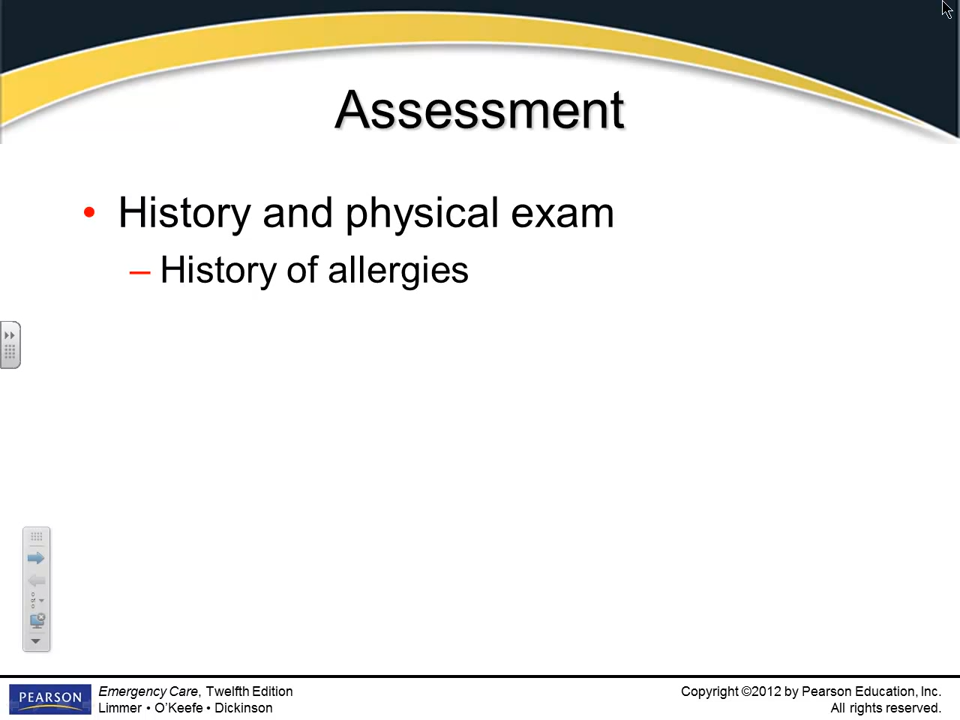 Assessment
• History and physical exam
– History of allergies
PEARSON
Emergency Care, Twelfth Edition
Limmer • O’Keefe • Dickinson
Copyright ©2012 by Pearson Education, Inc.
All rights reserved.